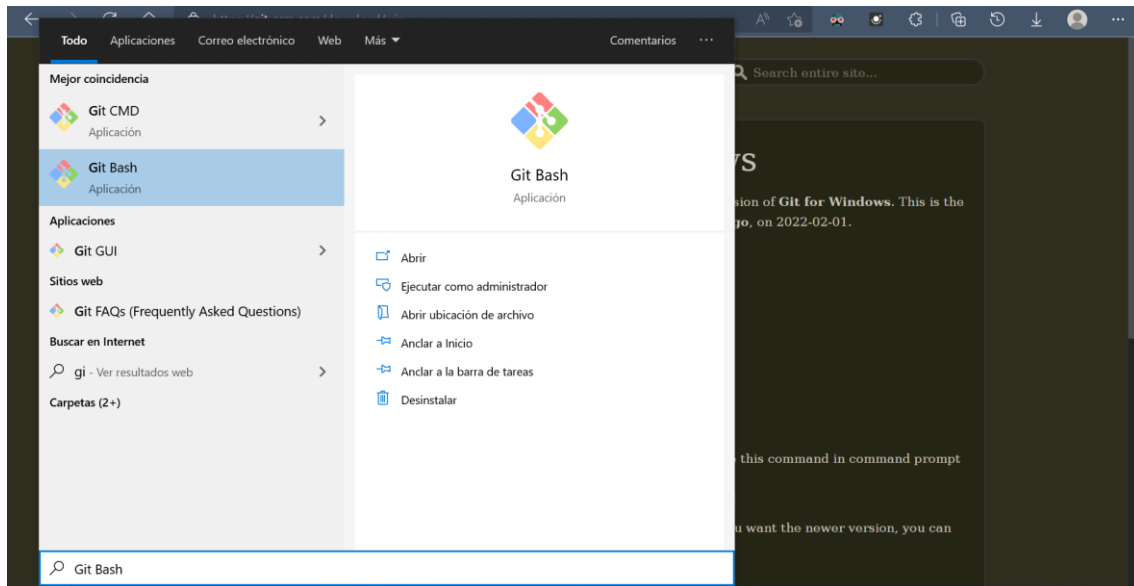 Todo Aplicaciones Correo electrónico Web Más Comentarios ...
Mejor coincidencia
Git CMD
Aplicación
Git Bash
Aplicación
Aplicaciones
Git GUI
Sitios web
Git FAQs (Frequently Asked Questions)
Buscar en Internet
gi - Ver resultados web
Carpetas (2+)
Git Bash
Aplicación
Abrir
Ejecutar como administrador
Abrir ubicación de archivo
Anclar a Inicio
Anclar a la barra de tareas
Desinstalar
Git Bash
Search entire site...
sion of Git for Windows. This is the
go, on 2022-02-01.
this command in command prompt
u want the newer version, you can